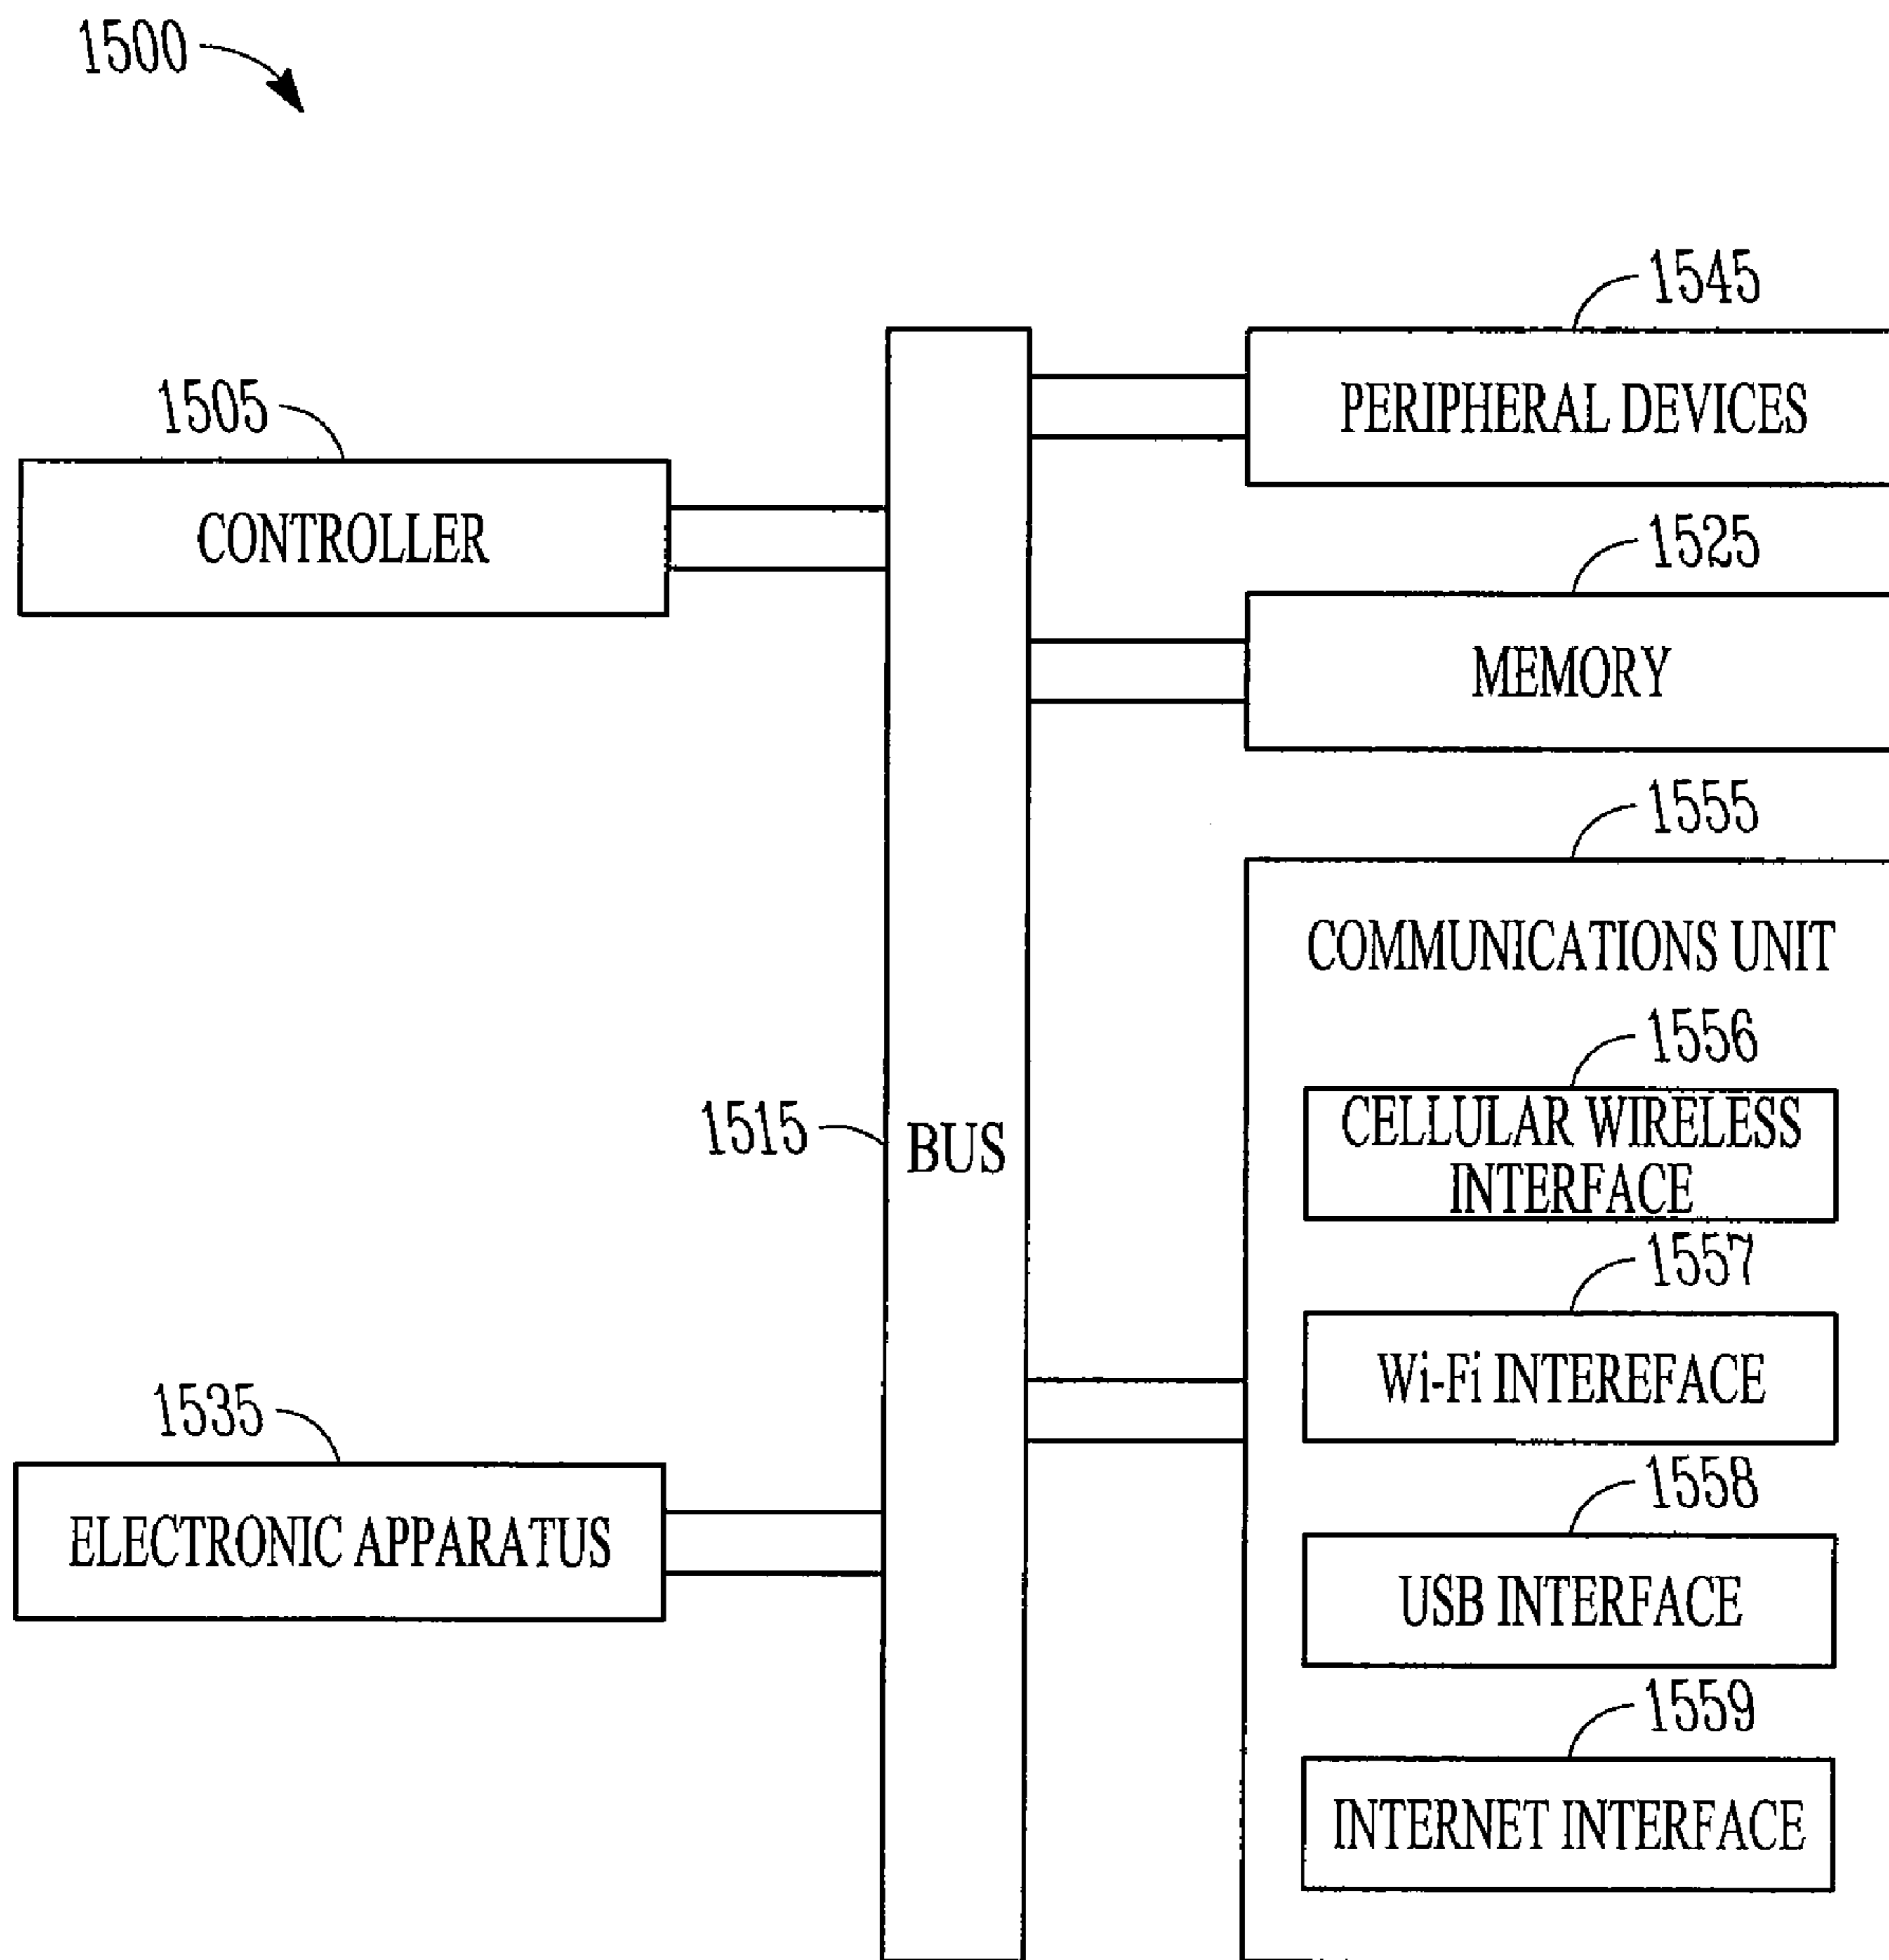 1500
1545
PERIPHERAL DEVICES
1505
CONTROLLER
1525
MEMORY
1555
COMMUNICATIONS UNIT
1556
CELLULAR WIRELESS
INTERFACE
1515
BUS
1557
Wi-Fi INTEREFACE
1535
ELECTRONIC APPARATUS
1558
USB INTERFACE
1559
INTERNET INTERFACE